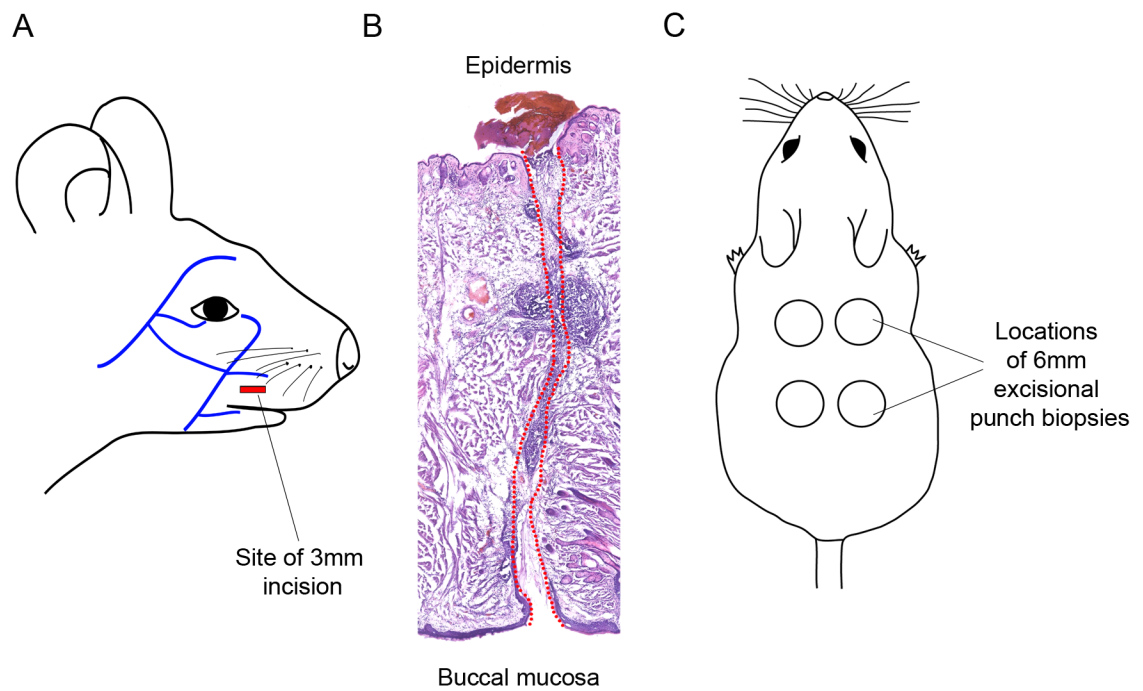 A
B
C
Epidermis
Site of 3mm
incision
Buccal mucosa
Locations
of 6mm
excisional
punch biopsies